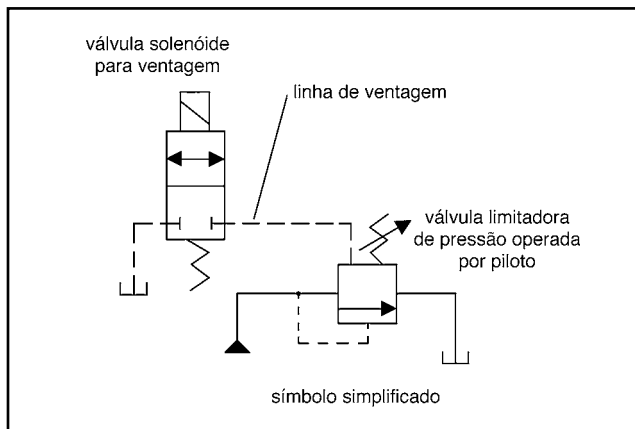 válvula solenóide
para ventagem
linha de ventagem
válvula limitadora
de pressão operada
por piloto
símbolo simplificado